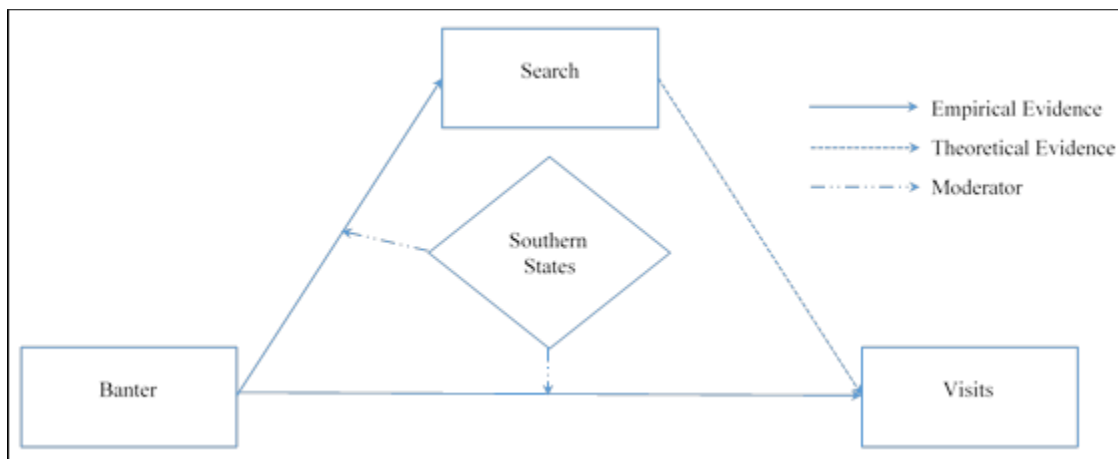 Search
Empirical Evidence
Theoretical Evidence
Moderator
Southern
States
Banter
Visits